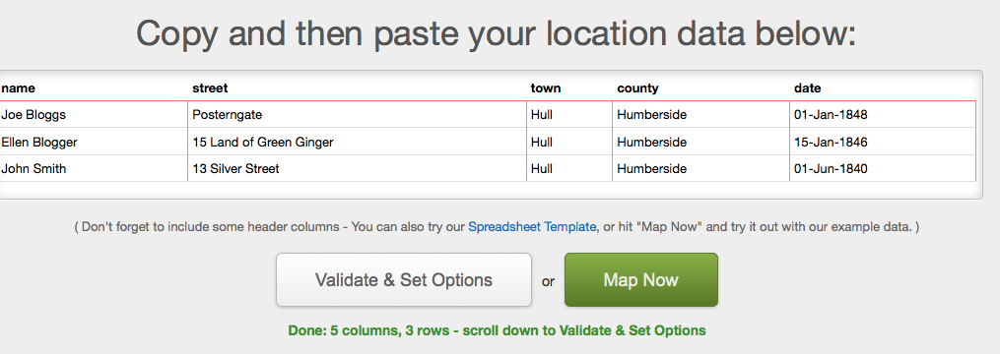 Copy and then paste your location data below:
name street town county date
Joe Bloggs Posterngate Hull Humberside 01-Jan-1848
Ellen Blogger 15 Land of Green Ginger Hull Humberside 15-Jan-1846
John Smith 13 Silver Street Hull Humberside 01-Jun-1840
( Don't forget to include some header columns - You can also try our Spreadsheet Template, or hit "Map Now" and try it out with our example data. )
Validate & Set Options or Map Now
Done: 5 columns, 3 rows - scroll down to Validate & Set Options